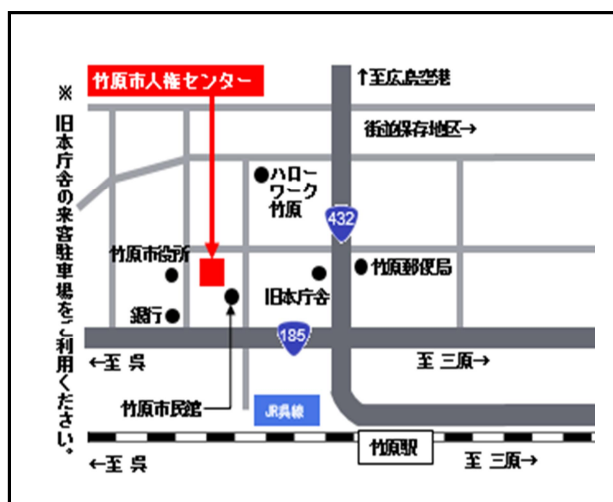 竹原市人権センター
↑至広島空港
街並保存地区→
※ 旧本庁舎の来客駐車場をご利用ください。
ハロー
ワーク
竹原
432
竹原市役所
竹原郵便局
旧本庁舎
銀行
185
←至 呉
至 三原→
竹原市民館
JR呉線
竹原駅
←至 呉
至 三原→